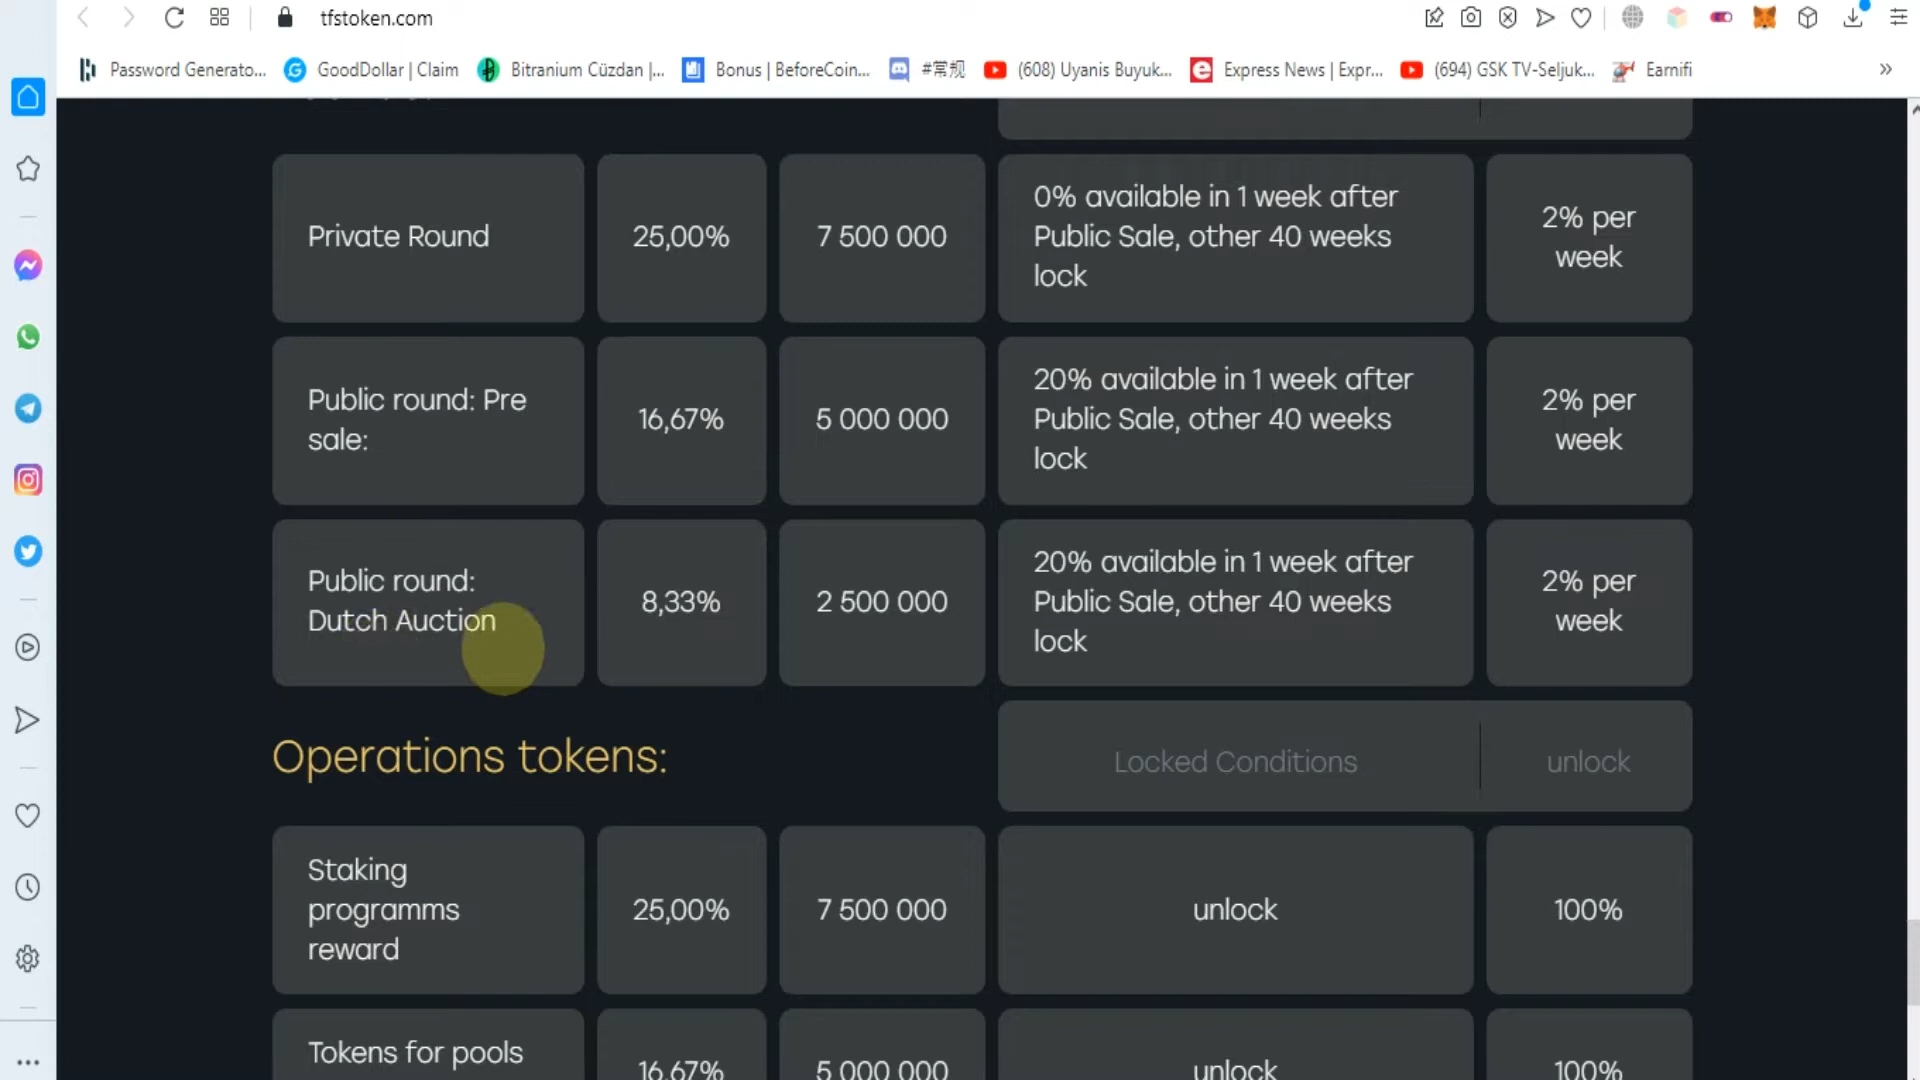 tfstoken.com
Password Generato...
GoodDollar | Claim
Bitranium Cüzdan |...
Bonus | BeforeCoin...
#常规
(608) Uyanis Buyuk...
Express News | Expr...
(694) GSK TV-Seljuk...
Earnifi
»
Private Round
25,00%
7 500 000
0% available in 1 week after
Public Sale, other 40 weeks
lock
2% per
week
Public round: Pre
sale:
16,67%
5 000 000
20% available in 1 week after
Public Sale, other 40 weeks
lock
2% per
week
Public round:
Dutch Auction
8,33%
2 500 000
20% available in 1 week after
Public Sale, other 40 weeks
lock
2% per
week
Operations tokens:
Locked Conditions
unlock
Staking
programms
reward
25,00%
7 500 000
unlock
100%
Tokens for pools
16,67%
5 000 000
unlock
100%